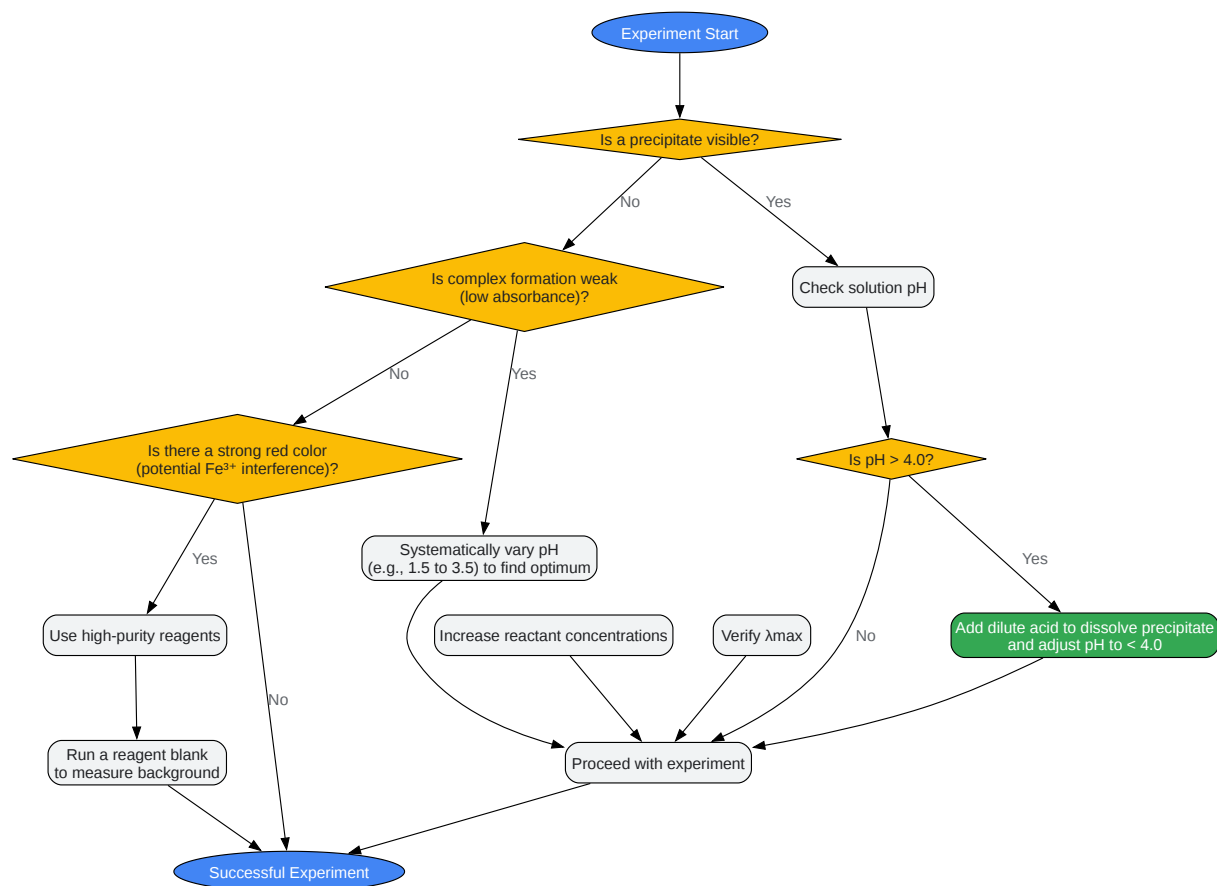 Experiment Start
Is a precipitate visible?
No
Yes
Is complex formation weak
(low absorbance)?
Check solution pH
No
Yes
Is there a strong red color
(potential Fe³⁺ interference)?
Is pH > 4.0?
Systematically vary pH
(e.g., 1.5 to 3.5) to find optimum
Yes
Yes
Use high-purity reagents
Increase reactant concentrations
Verify λmax
No
Add dilute acid to dissolve precipitate
and adjust pH to < 4.0
No
Run a reagent blank
to measure background
Proceed with experiment
Successful Experiment